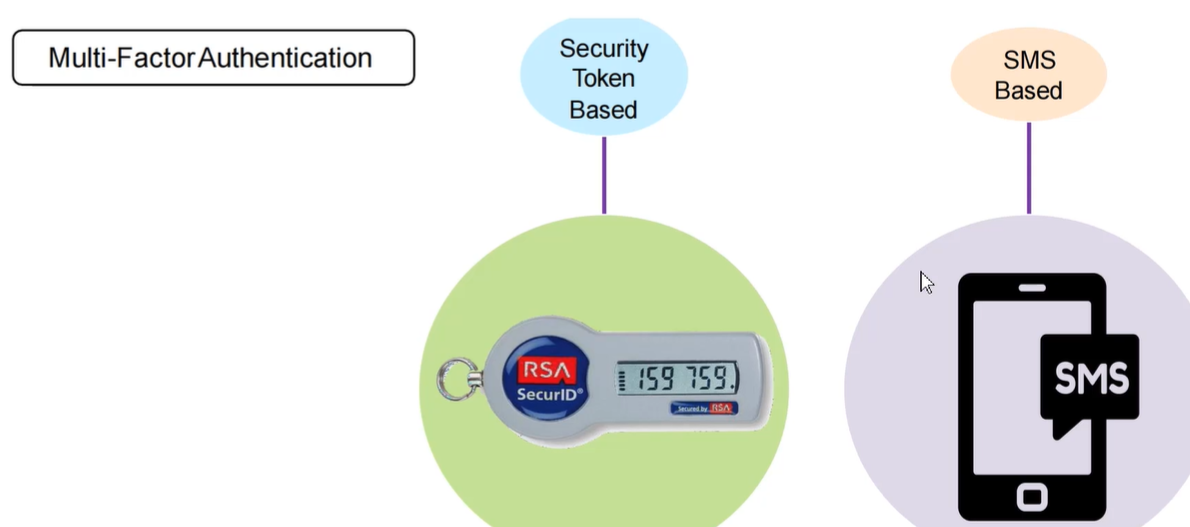 Multi-Factor Authentication
Security
Token
Based
SMS
Based
RSA
SecurID®
159 759.
Secured by RSA
SMS